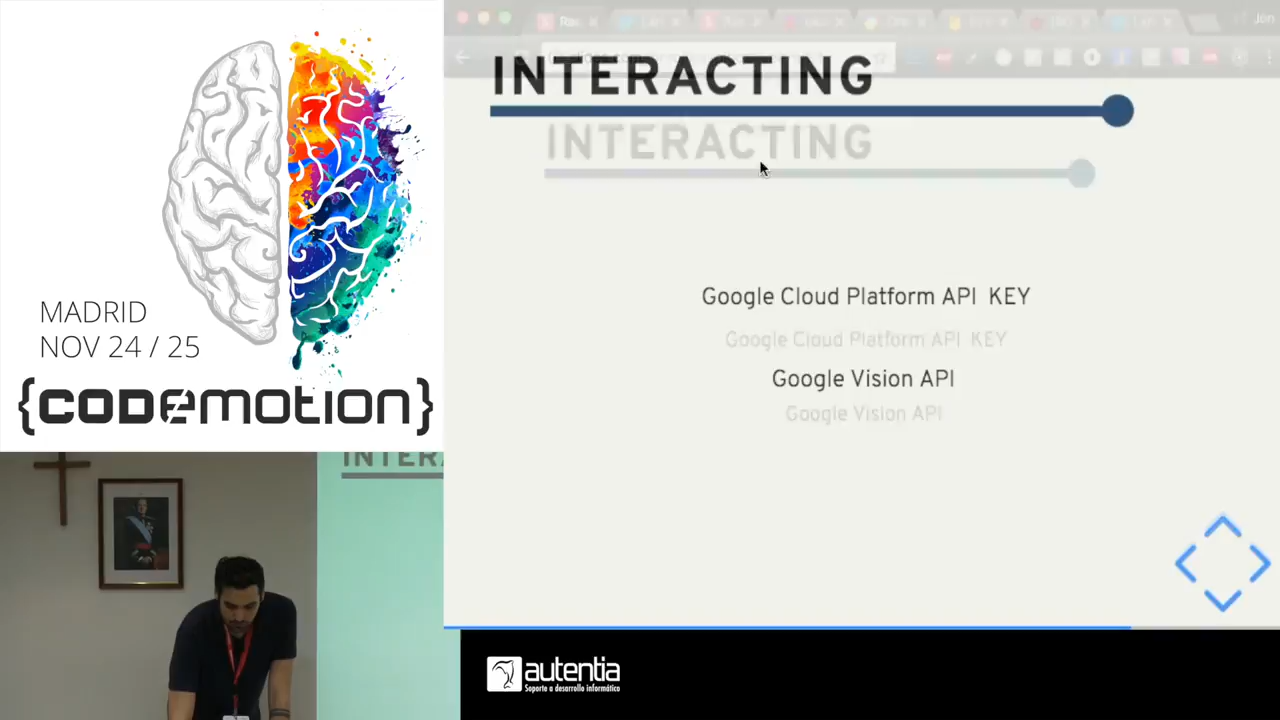 MADRID
NOV 24 / 25
{CODEMOTION}
INTERACTING
INTERACTING
Google Cloud Platform API KEY
Google Cloud Platform API KEY
Google Vision API
Google Vision API
INTERA
autentia
Soporte a desarrollo informático